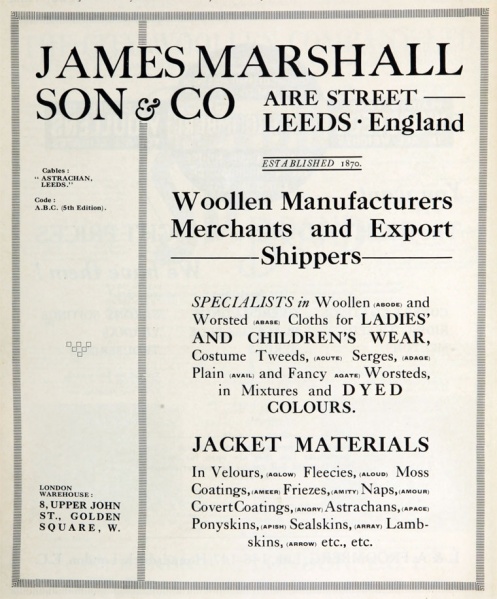 JAMES MARSHALL
SON & CO
AIRE STREET
LEEDS · England
Cables :
"ASTRACHAN,
LEEDS."
Code :
A.B.C. (5th Edition).
ESTABLISHED 1870.
Woollen Manufacturers
Merchants and Export
Shippers
SPECIALISTS in Woollen (ABODE) and
Worsted (ABASE) Cloths for LADIES'
AND CHILDREN'S WEAR,
Costume Tweeds, (ACUTE) Serges, (ADAGE)
Plain (AVAIL) and Fancy AGATE) Worsteds,
in Mixtures and DYED
COLOURS.
JACKET MATERIALS
In Velours, (AGLOW) Fleecies, (ALOUD) Moss
Coatings, (AMEER) Friezes, (AMITY) Naps, (AMOUR)
Covert Coatings, (ANGRY) Astrachans, (APACE)
Ponyskins, (APISH) Sealskins, (ARRAY) Lamb-
skins, (ARROW) etc., etc.
LONDON
WAREHOUSE :
8, UPPER JOHN
ST., GOLDEN
SQUARE, W.